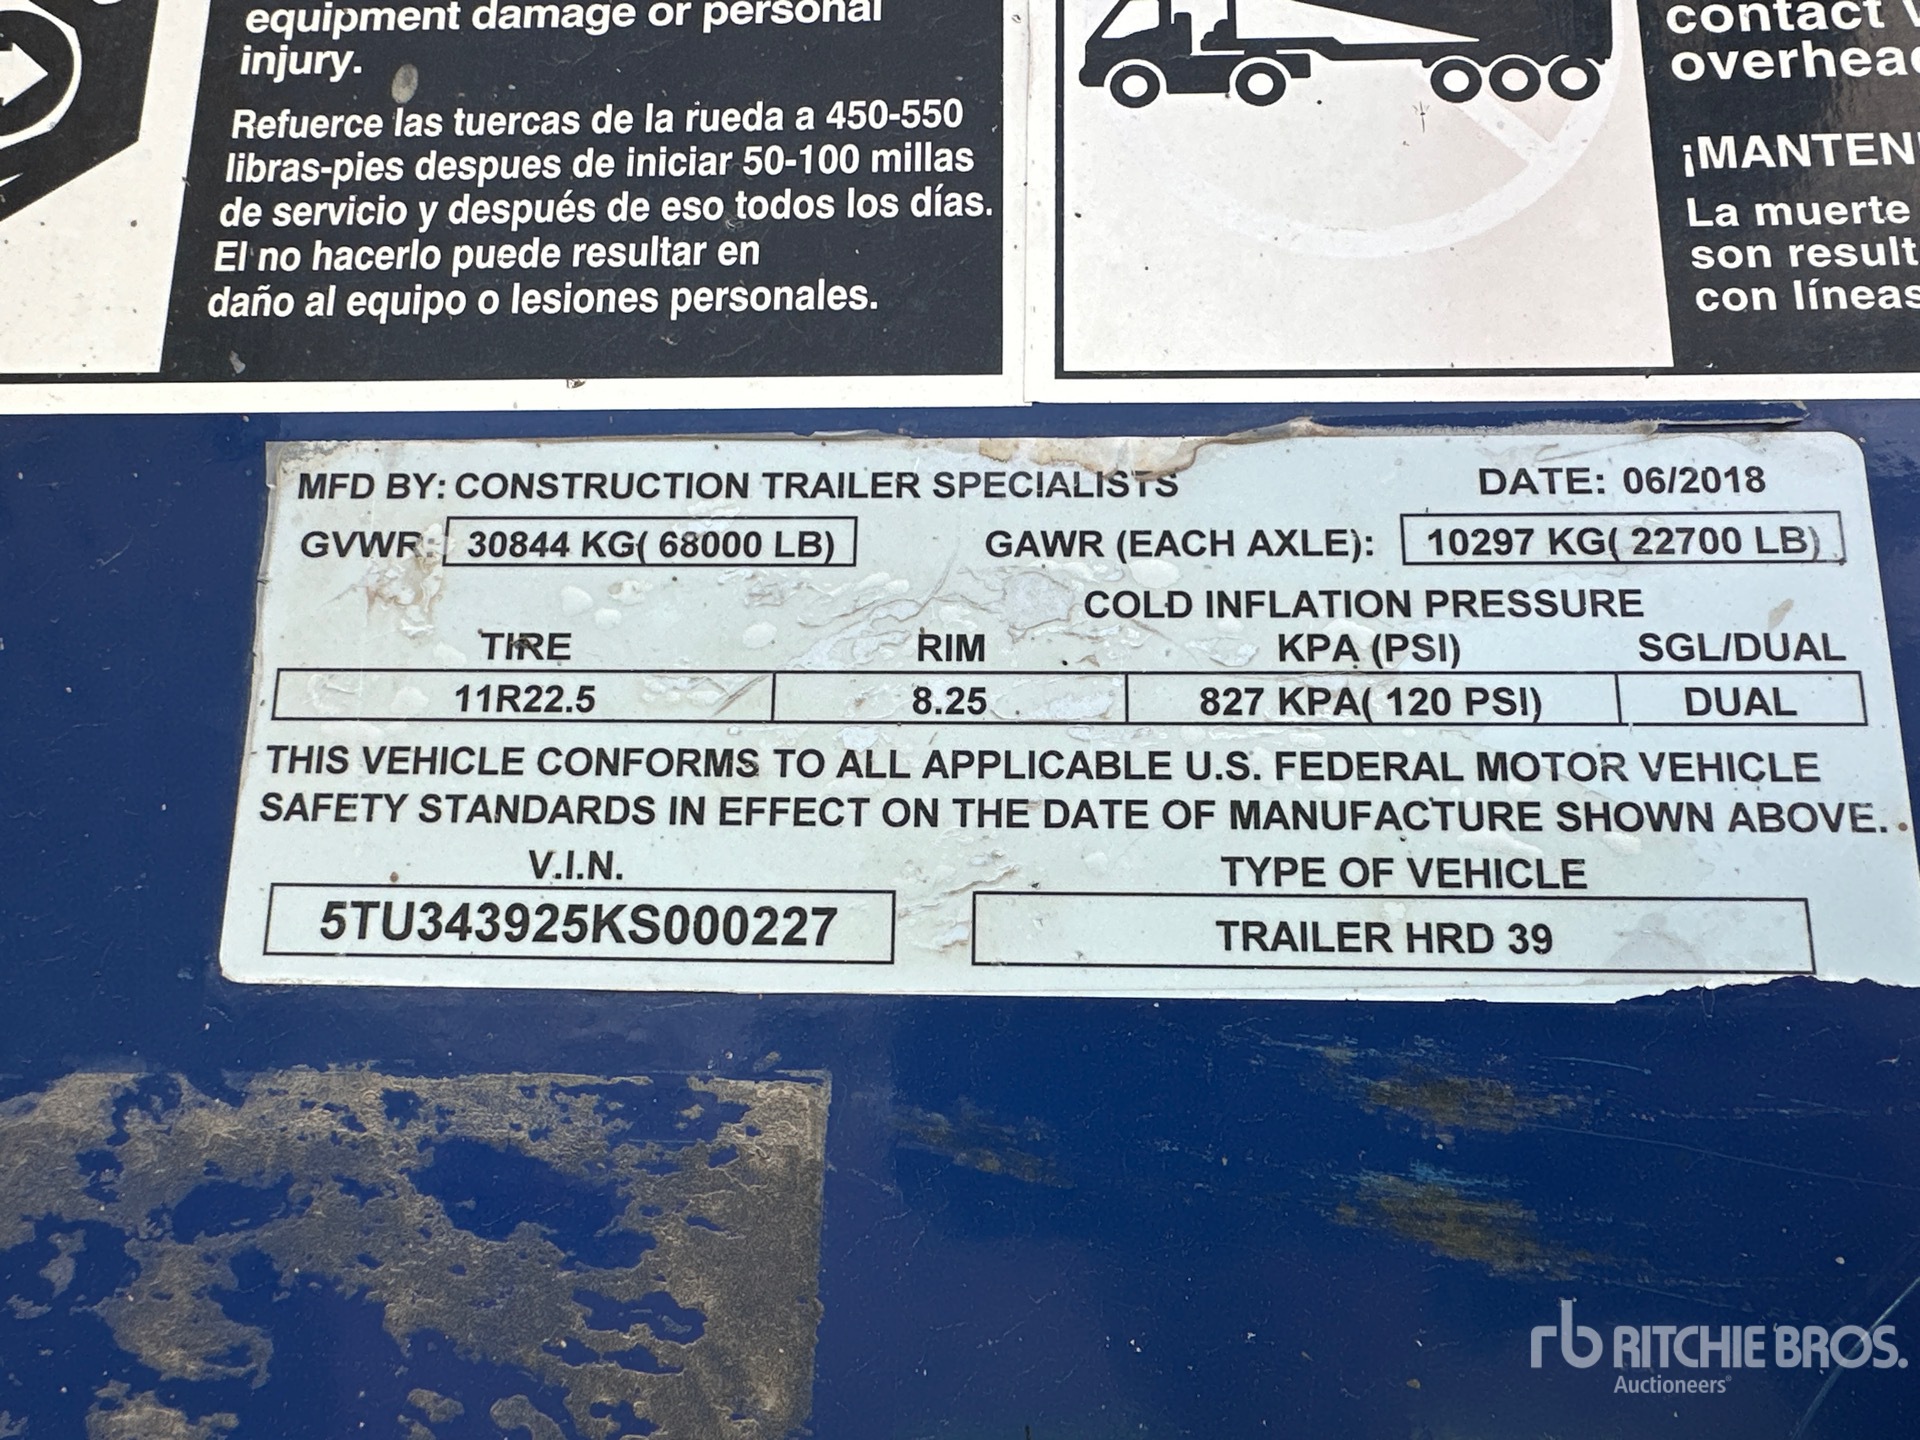 equipment damage or personal
injury.
Refuerce las tuercas de la rueda a 450-550
libras-pies despues de iniciar 50-100 millas
de servicio y después de eso todos los días.
El no hacerlo puede resultar en
daño al equipo o lesiones personales.
contact
overhead
¡MANTEN
La muerte
son result
con líneas
MFD BY: CONSTRUCTION TRAILER SPECIALISTS DATE: 06/2018
GVWR: 30844 KG( 68000 LB) GAWR (EACH AXLE): 10297 KG( 22700 LB)
COLD INFLATION PRESSURE
TIRE RIM KPA (PSI) SGL/DUAL
11R22.5 8.25 827 KPA( 120 PSI) DUAL
THIS VEHICLE CONFORMS TO ALL APPLICABLE U.S. FEDERAL MOTOR VEHICLE
SAFETY STANDARDS IN EFFECT ON THE DATE OF MANUFACTURE SHOWN ABOVE.
V.I.N. TYPE OF VEHICLE
5TU343925KS000227 TRAILER HRD 39
rb RITCHIE BROS.
Auctioneers